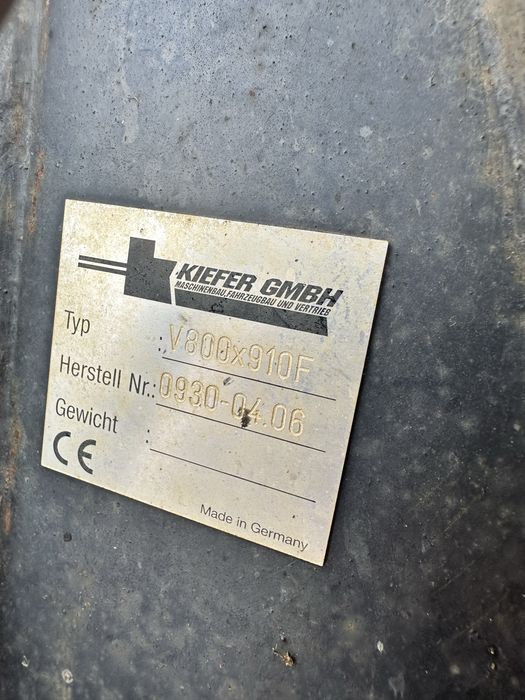 KIEFER GMBH
MASCHINENBAU, FAHRZEUGBAU UND VERTRIEB
Typ : V800x910F
Herstell Nr.: 0930-04.06
Gewicht :
CE
Made in Germany